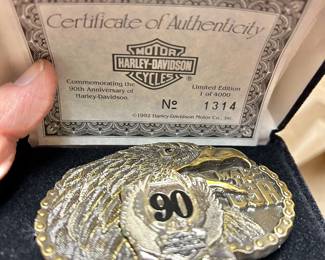 Certificate of Authenticity
MOTOR
HARLEY-DAVIDSON
CYCLES
Commemorating the
90th Anniversary of
Harley-Davidson.
Limited Edition
1 of 4000
No 1314
©1992 Harley-Davidson Motor Co., Inc.
90